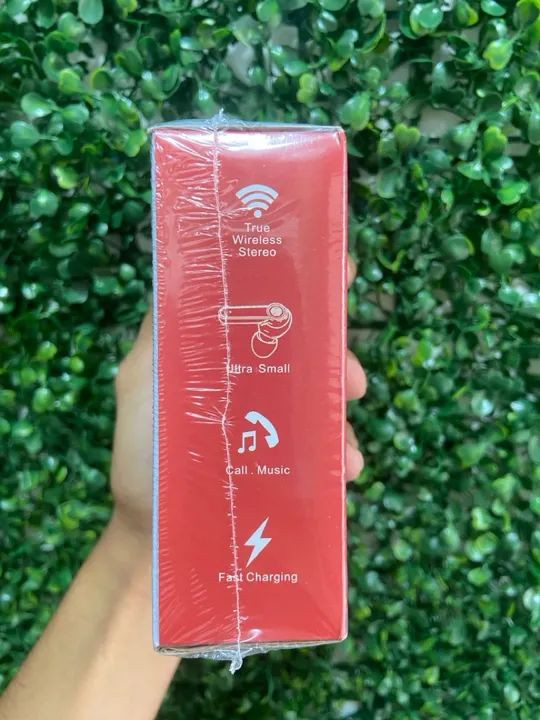 True
Wireless
Stereo
Ultra Small
Call . Music
Fast Charging